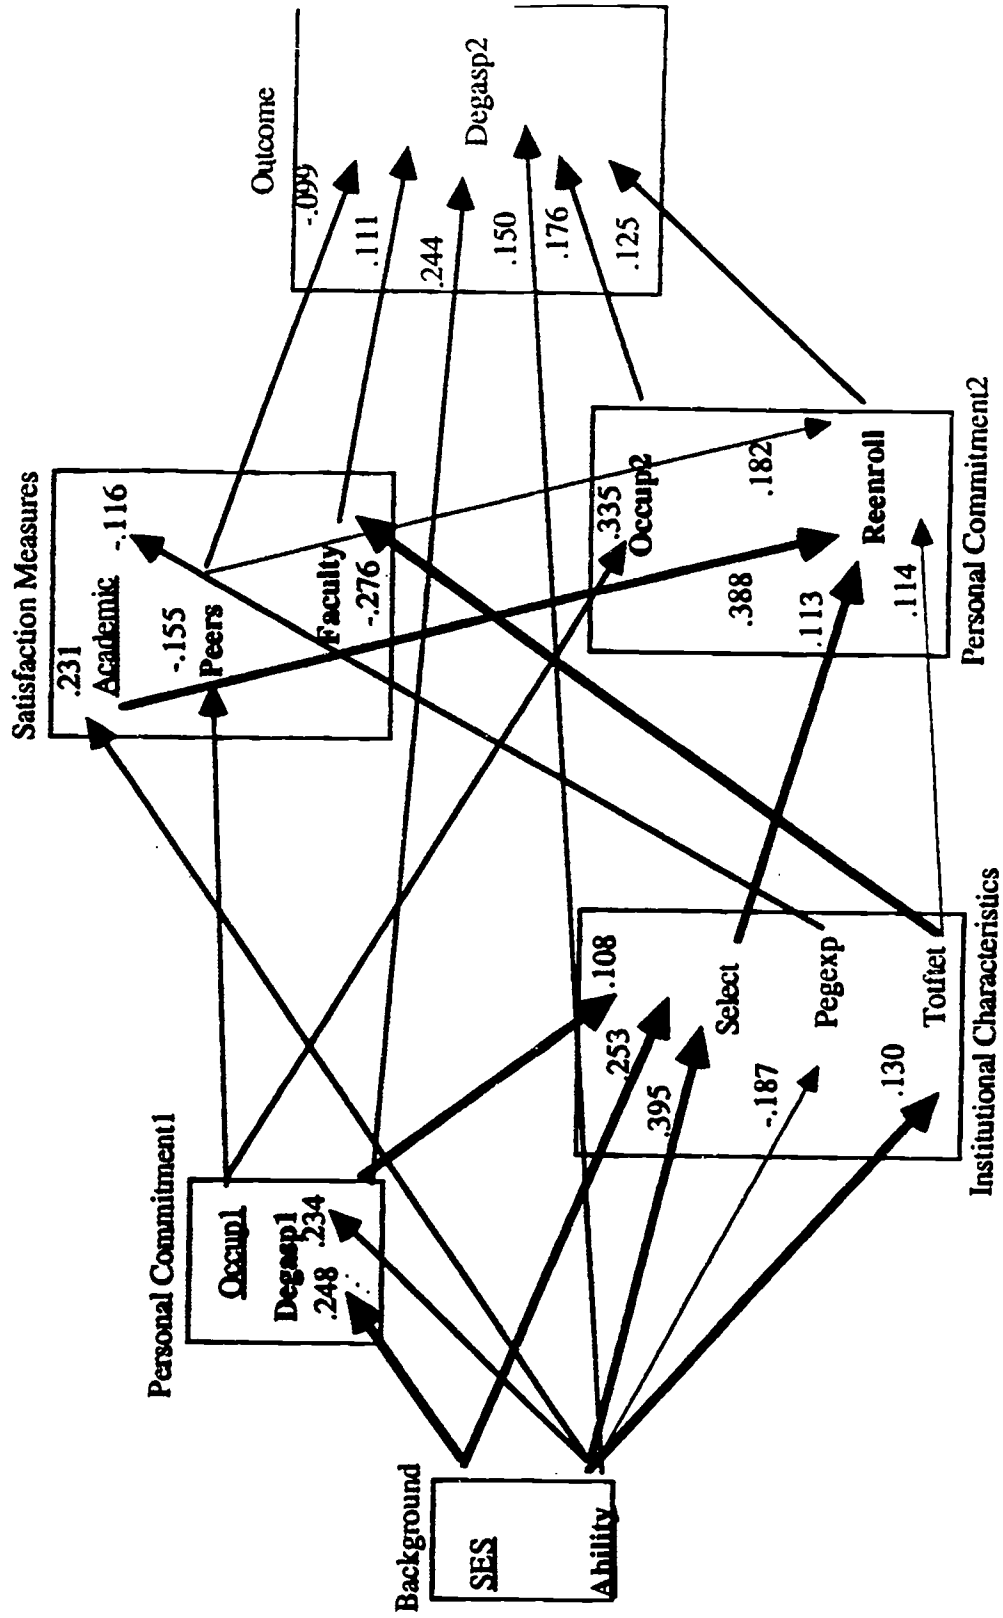 Background
SES
Ability
Personal Commitment1
Occup1
Degasp1
.248
.234
Institutional Characteristics
.108
.253
.395
Select
-.187
Pegexp
.130
Satisfaction Measures
.231
Academic
-.116
-.155
Peers
Faculty
-.276
Personal Commitment2
.335
Occup2
.388
.182
.113
Reenroll
.114
Outcome
-.099
.111
.244
Degasp2
.150
.176
.125